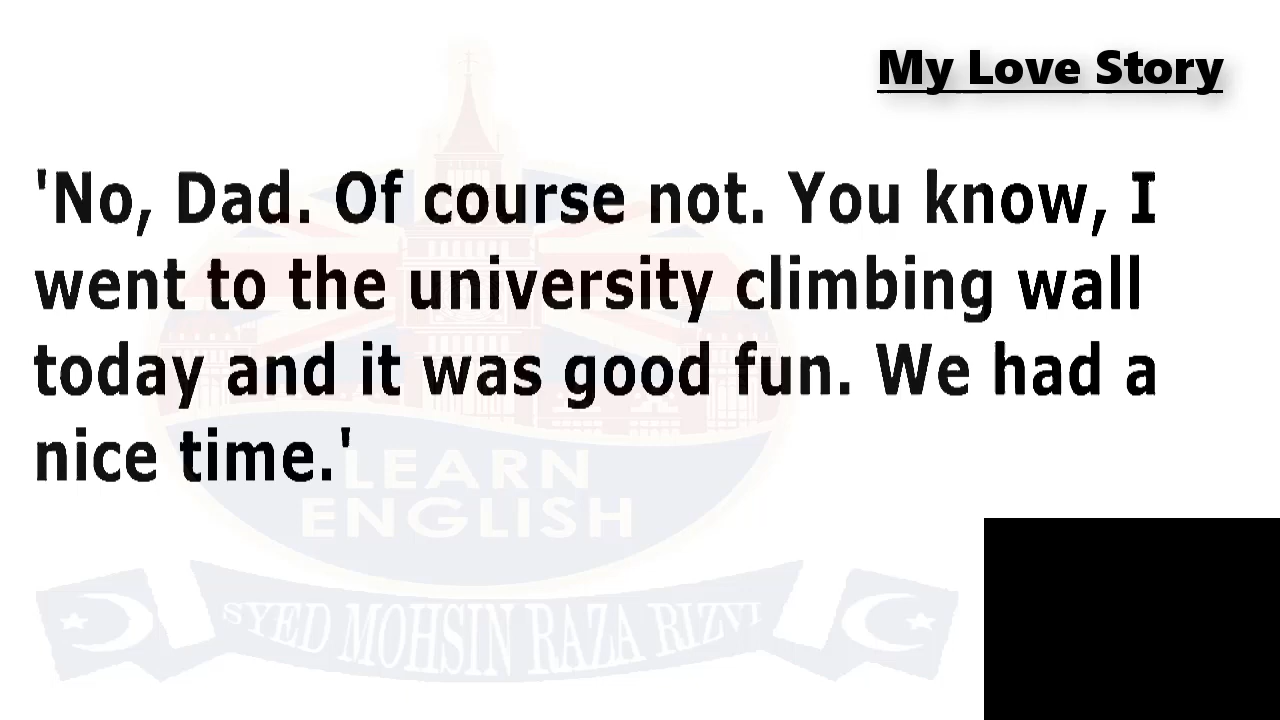 My Love Story
'No, Dad. Of course not. You know, I
went to the university climbing wall
today and it was good fun. We had a
nice time.'
LEARN
ENGLISH
SYED MOHSIN RAZA RIZVI